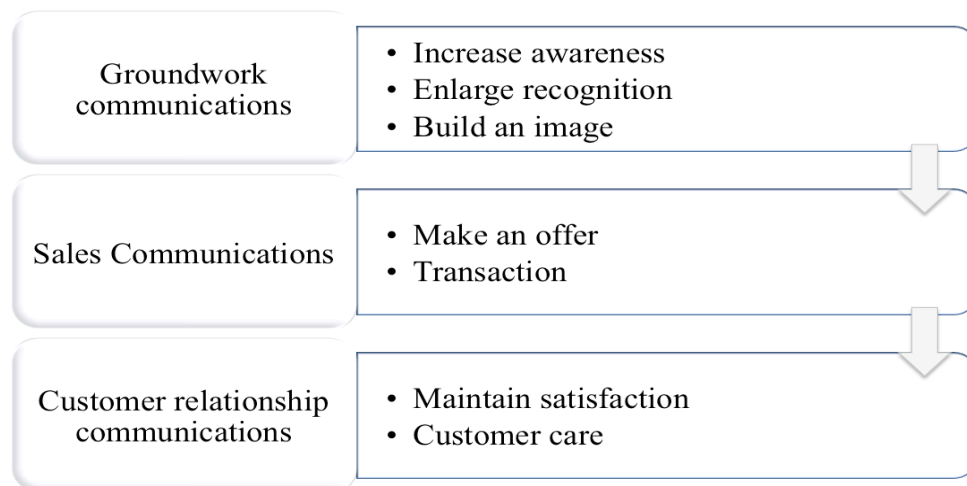 Groundwork
communications
• Increase awareness
• Enlarge recognition
• Build an image
Sales Communications
• Make an offer
• Transaction
Customer relationship
communications
• Maintain satisfaction
• Customer care